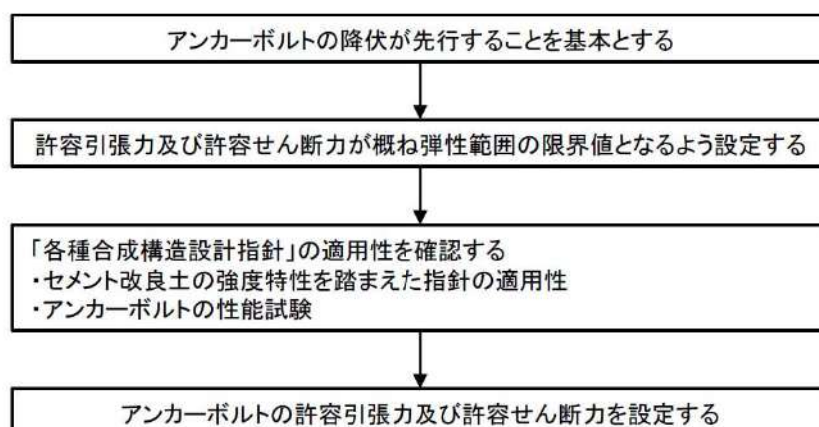 アンカーボルトの降伏が先行することを基本とする
許容引張力及び許容せん断力が概ね弾性範囲の限界値となるよう設定する
「各種合成構造設計指針」の適用性を確認する
・セメント改良土の強度特性を踏まえた指針の適用性
・アンカーボルトの性能試験
アンカーボルトの許容引張力及び許容せん断力を設定する